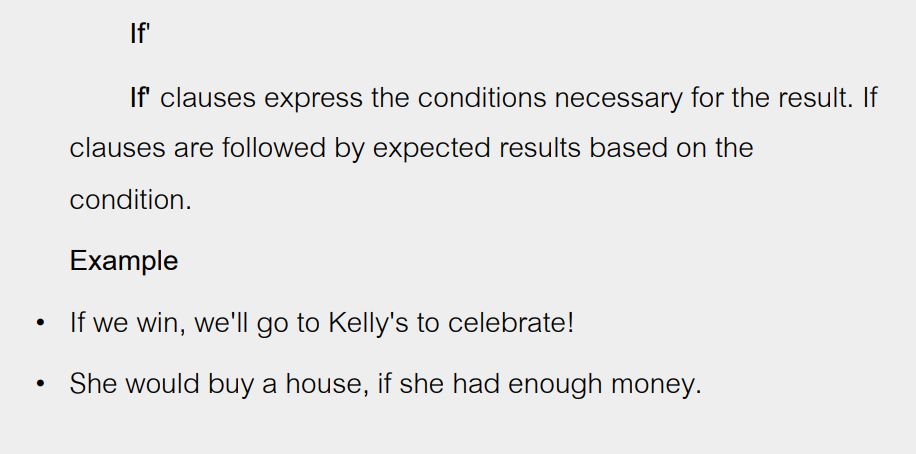 If'
If' clauses express the conditions necessary for the result. If
clauses are followed by expected results based on the
condition.
Example
• If we win, we'll go to Kelly's to celebrate!
• She would buy a house, if she had enough money.